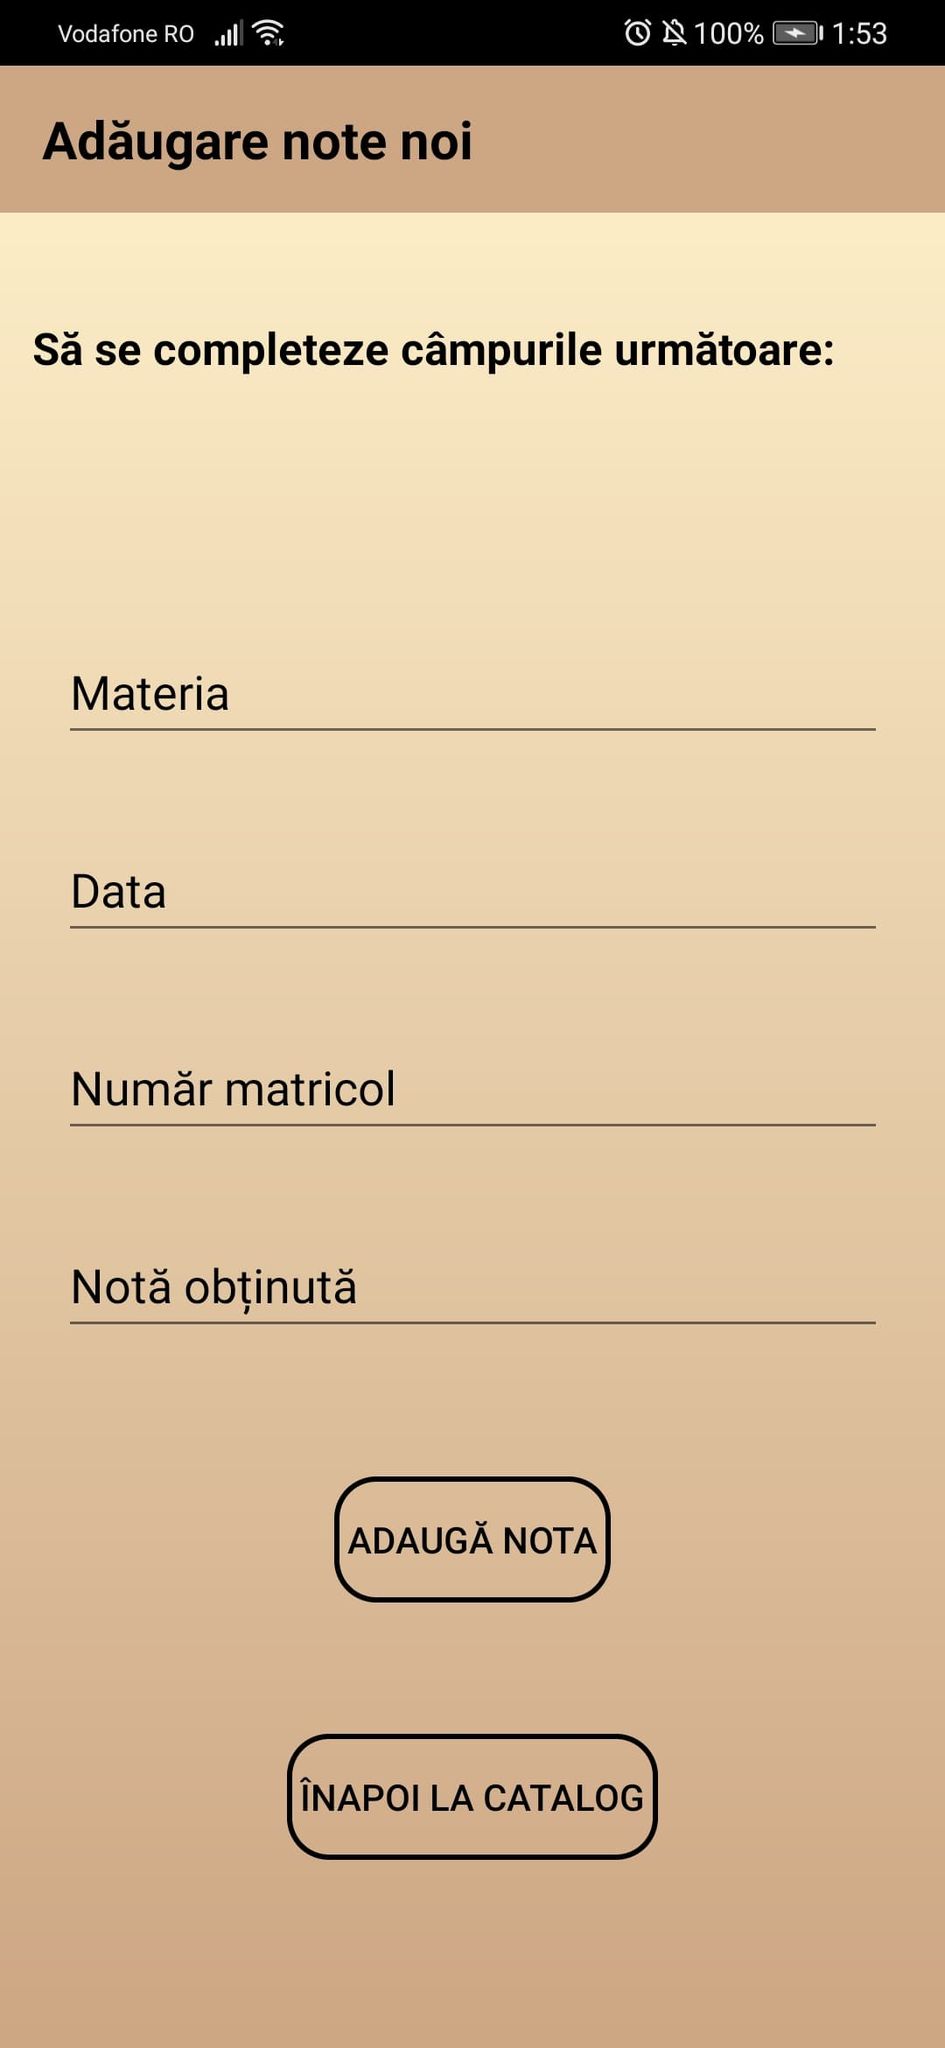 Vodafone RO 100% 1:53
Adăugare note noi
Să se completeze câmpurile următoare:
Materia
Data
Număr matricol
Notă obținută
ADAUGĂ NOTA
ÎNAPOI LA CATALOG